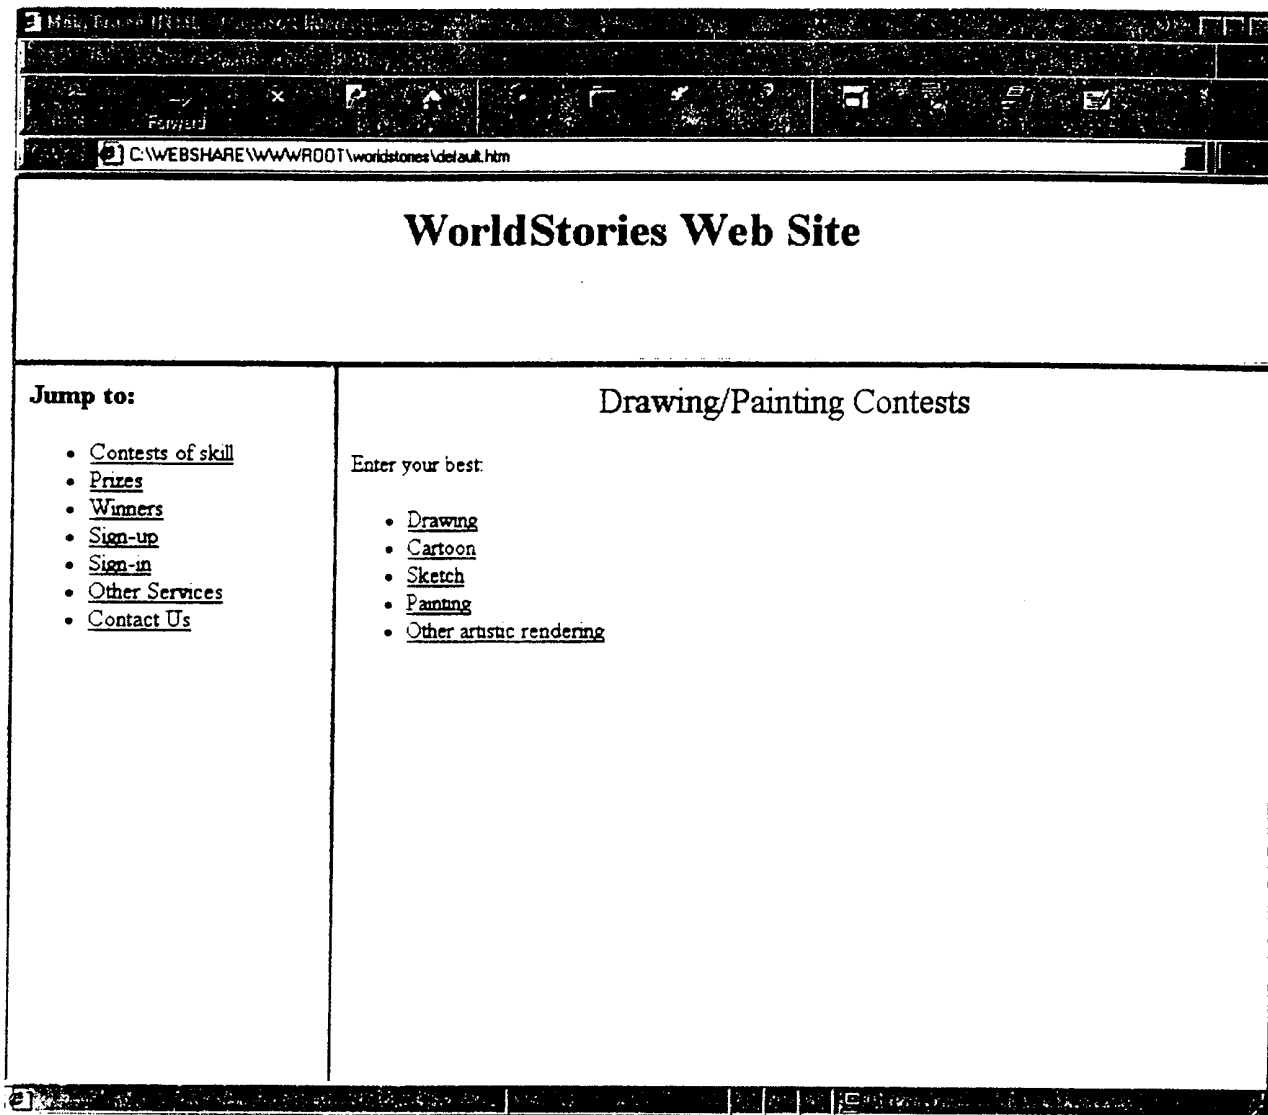 Forward
C:\WEBSHARE\WWWROOT\worldstories\default.htm
WorldStories Web Site
Jump to:
Contests of skill
Prizes
Winners
Sign-up
Sign-in
Other Services
Contact Us
Drawing/Painting Contests
Enter your best:
Drawing
Cartoon
Sketch
Painting
Other artistic rendering